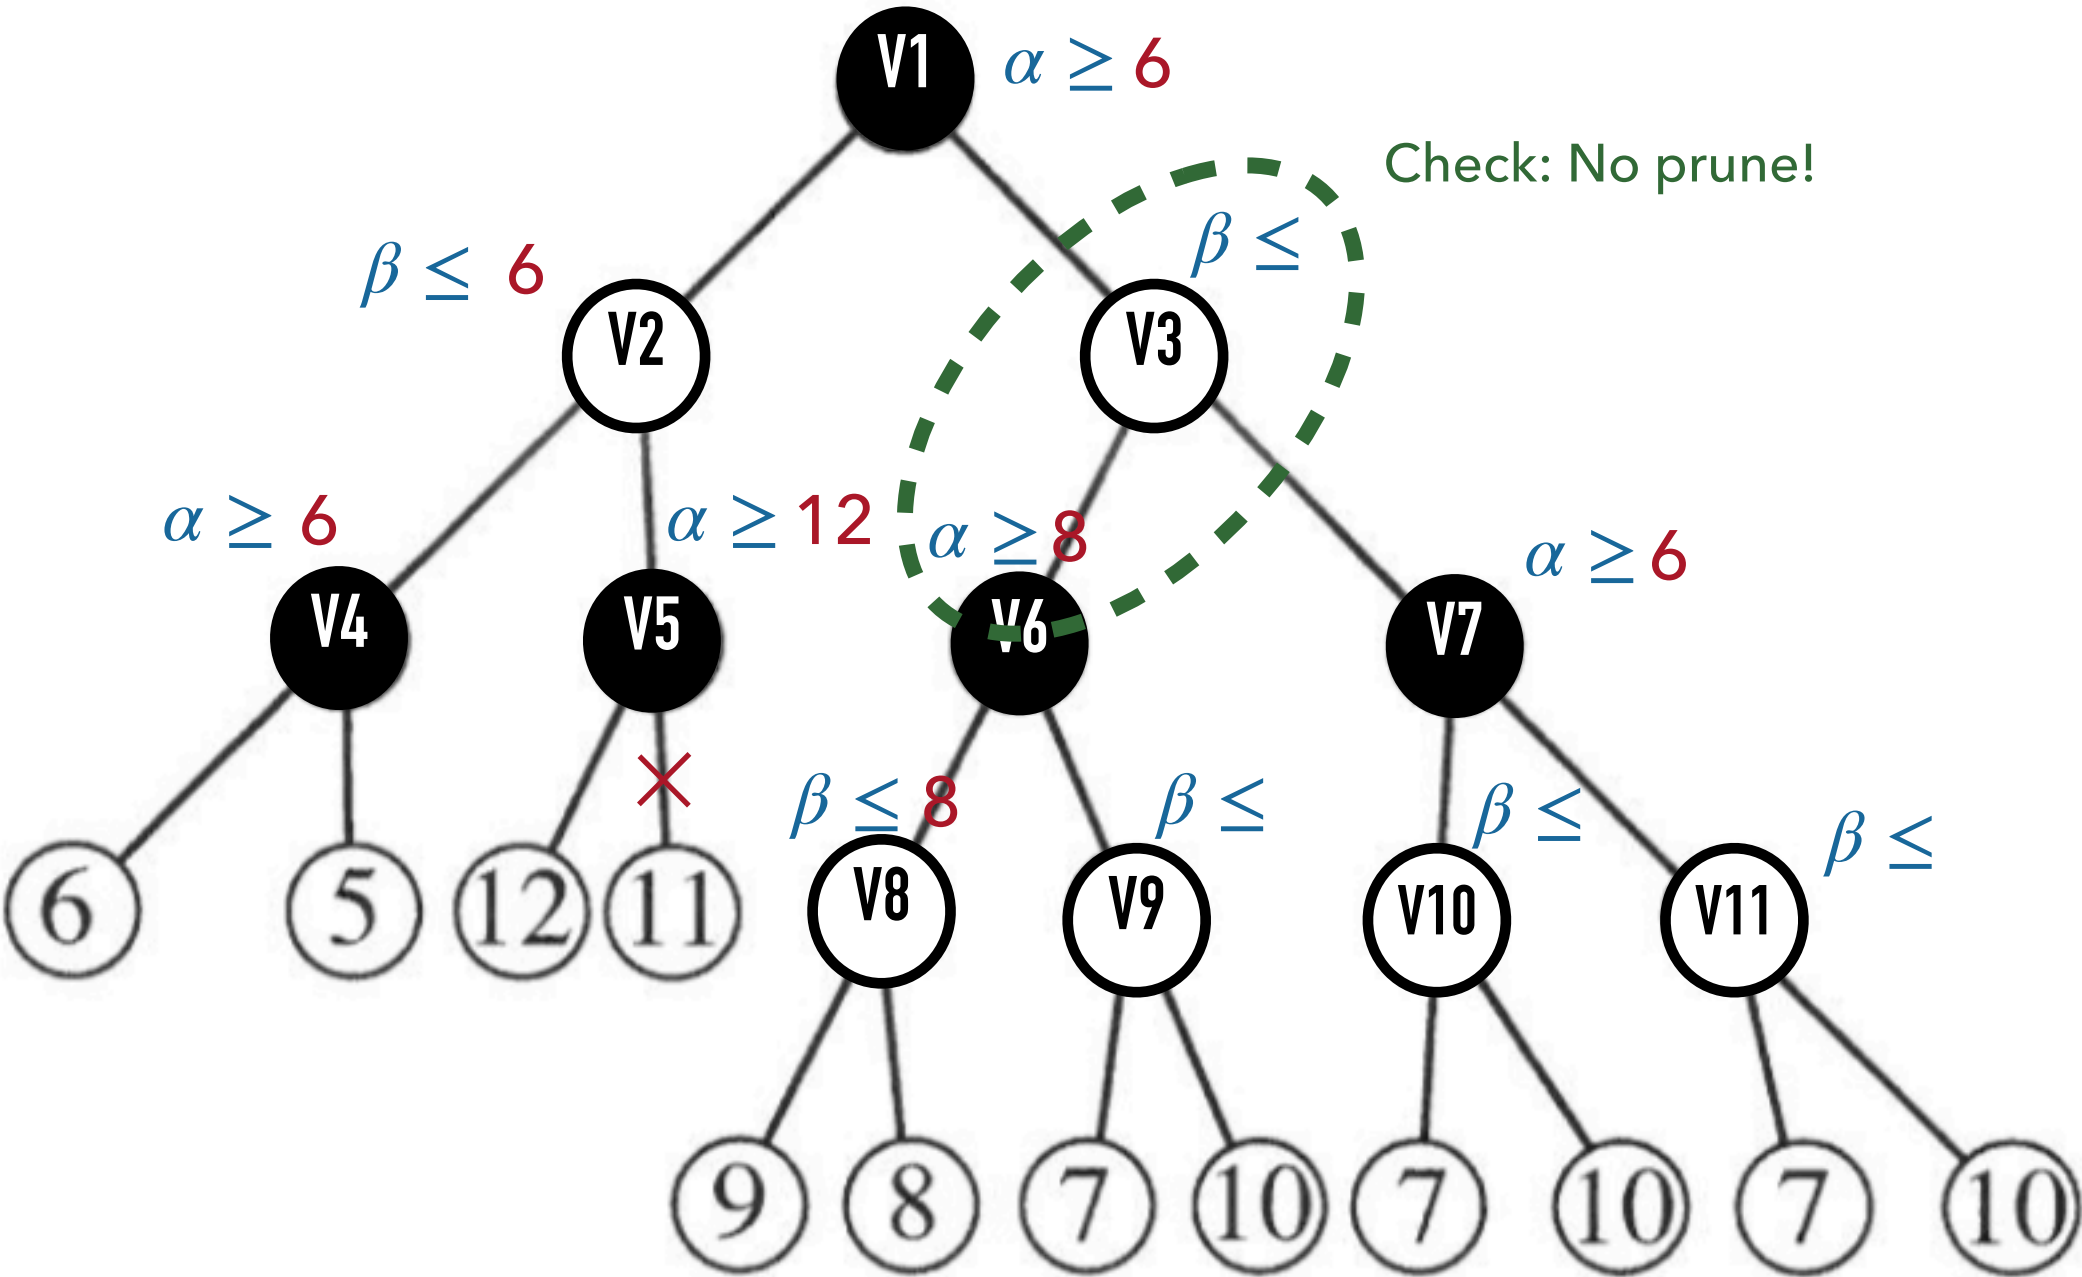 V1
α ≥ 6
Check: No prune!
β ≤ 6
β ≤
V2
V3
α ≥ 6
α ≥ 12
α ≥ 8
α ≥ 6
V4
V5
V6
V7
β ≤ 8
β ≤
β ≤
β ≤
6
5
12
11
V8
V9
V10
V11
9
8
7
10
7
10
7
10